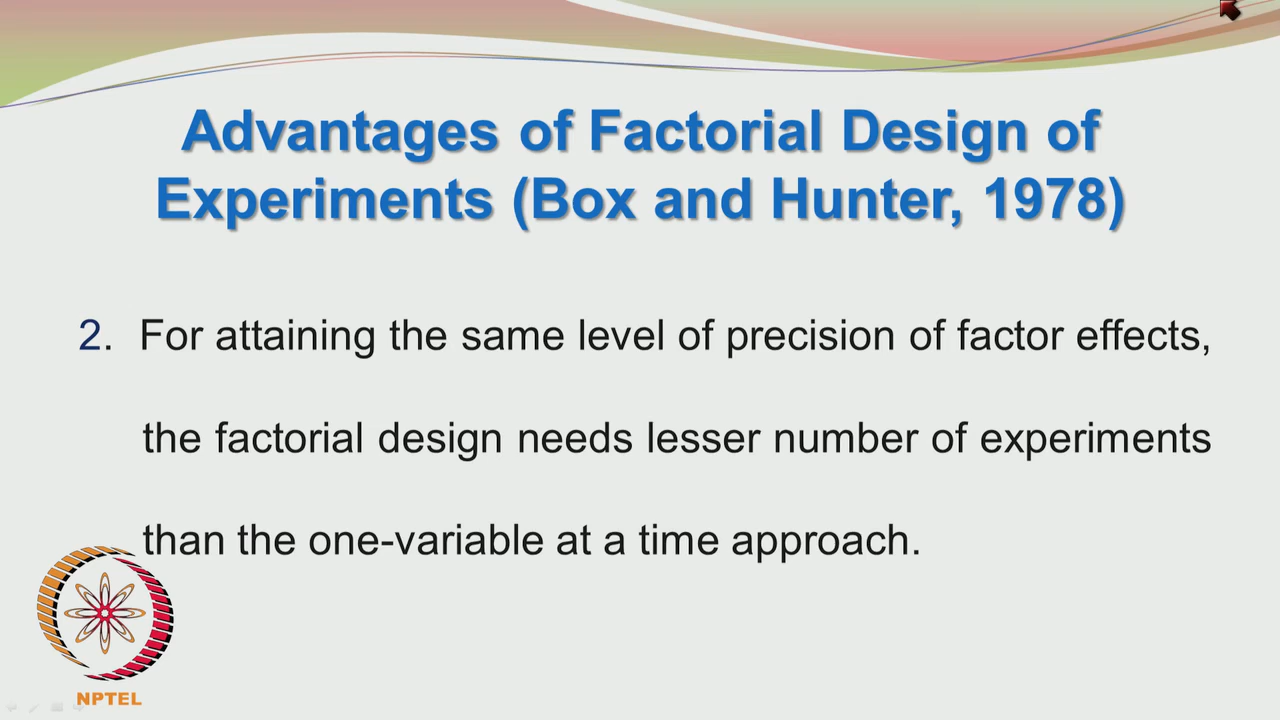 Advantages of Factorial Design of
Experiments (Box and Hunter, 1978)
2. For attaining the same level of precision of factor effects,
the factorial design needs lesser number of experiments
than the one-variable at a time approach.
NPTEL